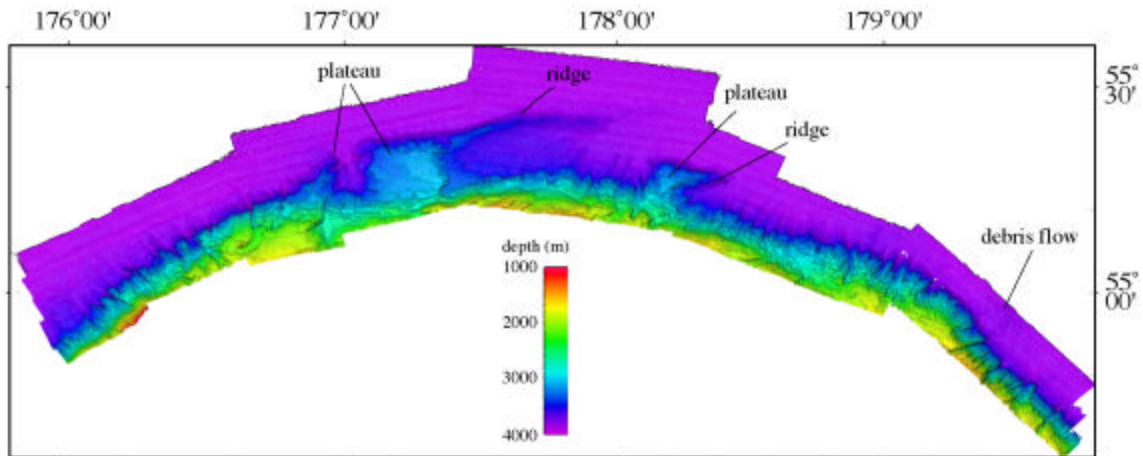 176°00' 177°00' 178°00' 179°00'
plateau
ridge
plateau
ridge
55°
30'
debris flow
55°
00'
depth (m)
1000
2000
3000
4000